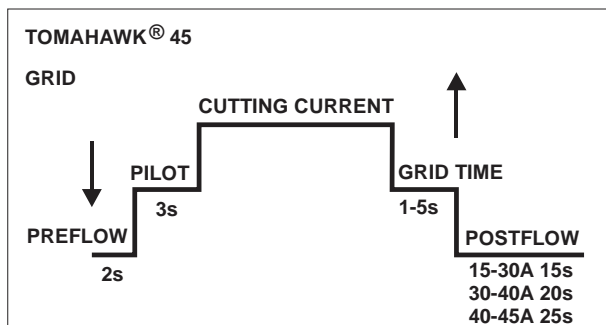 TOMAHAWK® 45
GRID
CUTTING CURRENT
PILOT
3s
GRID TIME
1-5s
PREFLOW
2s
POSTFLOW
15-30A 15s
30-40A 20s
40-45A 25s